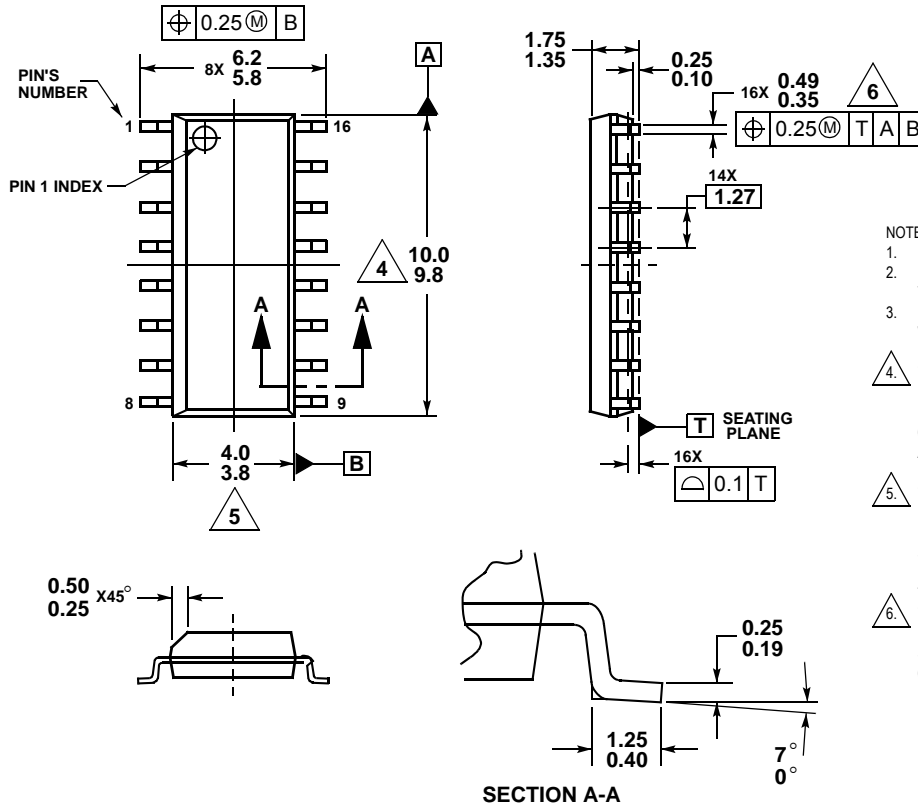 ⌖ 0.25 Ⓜ B
8X 6.2
5.8
A
PIN'S
NUMBER
1
16
PIN 1 INDEX
4
10.0
9.8
A A
8
9
4.0
3.8
B
5
1.75
1.35
0.25
0.10
16X 0.49
0.35
6
⌖ 0.25 Ⓜ T A B
14X
1.27
T SEATING
PLANE
16X
⌓ 0.1 T
NOTE
1.
2.
3.
4.
5.
6.
0.50
0.25 X45°
0.25
0.19
1.25
0.40
7°
0°
SECTION A-A